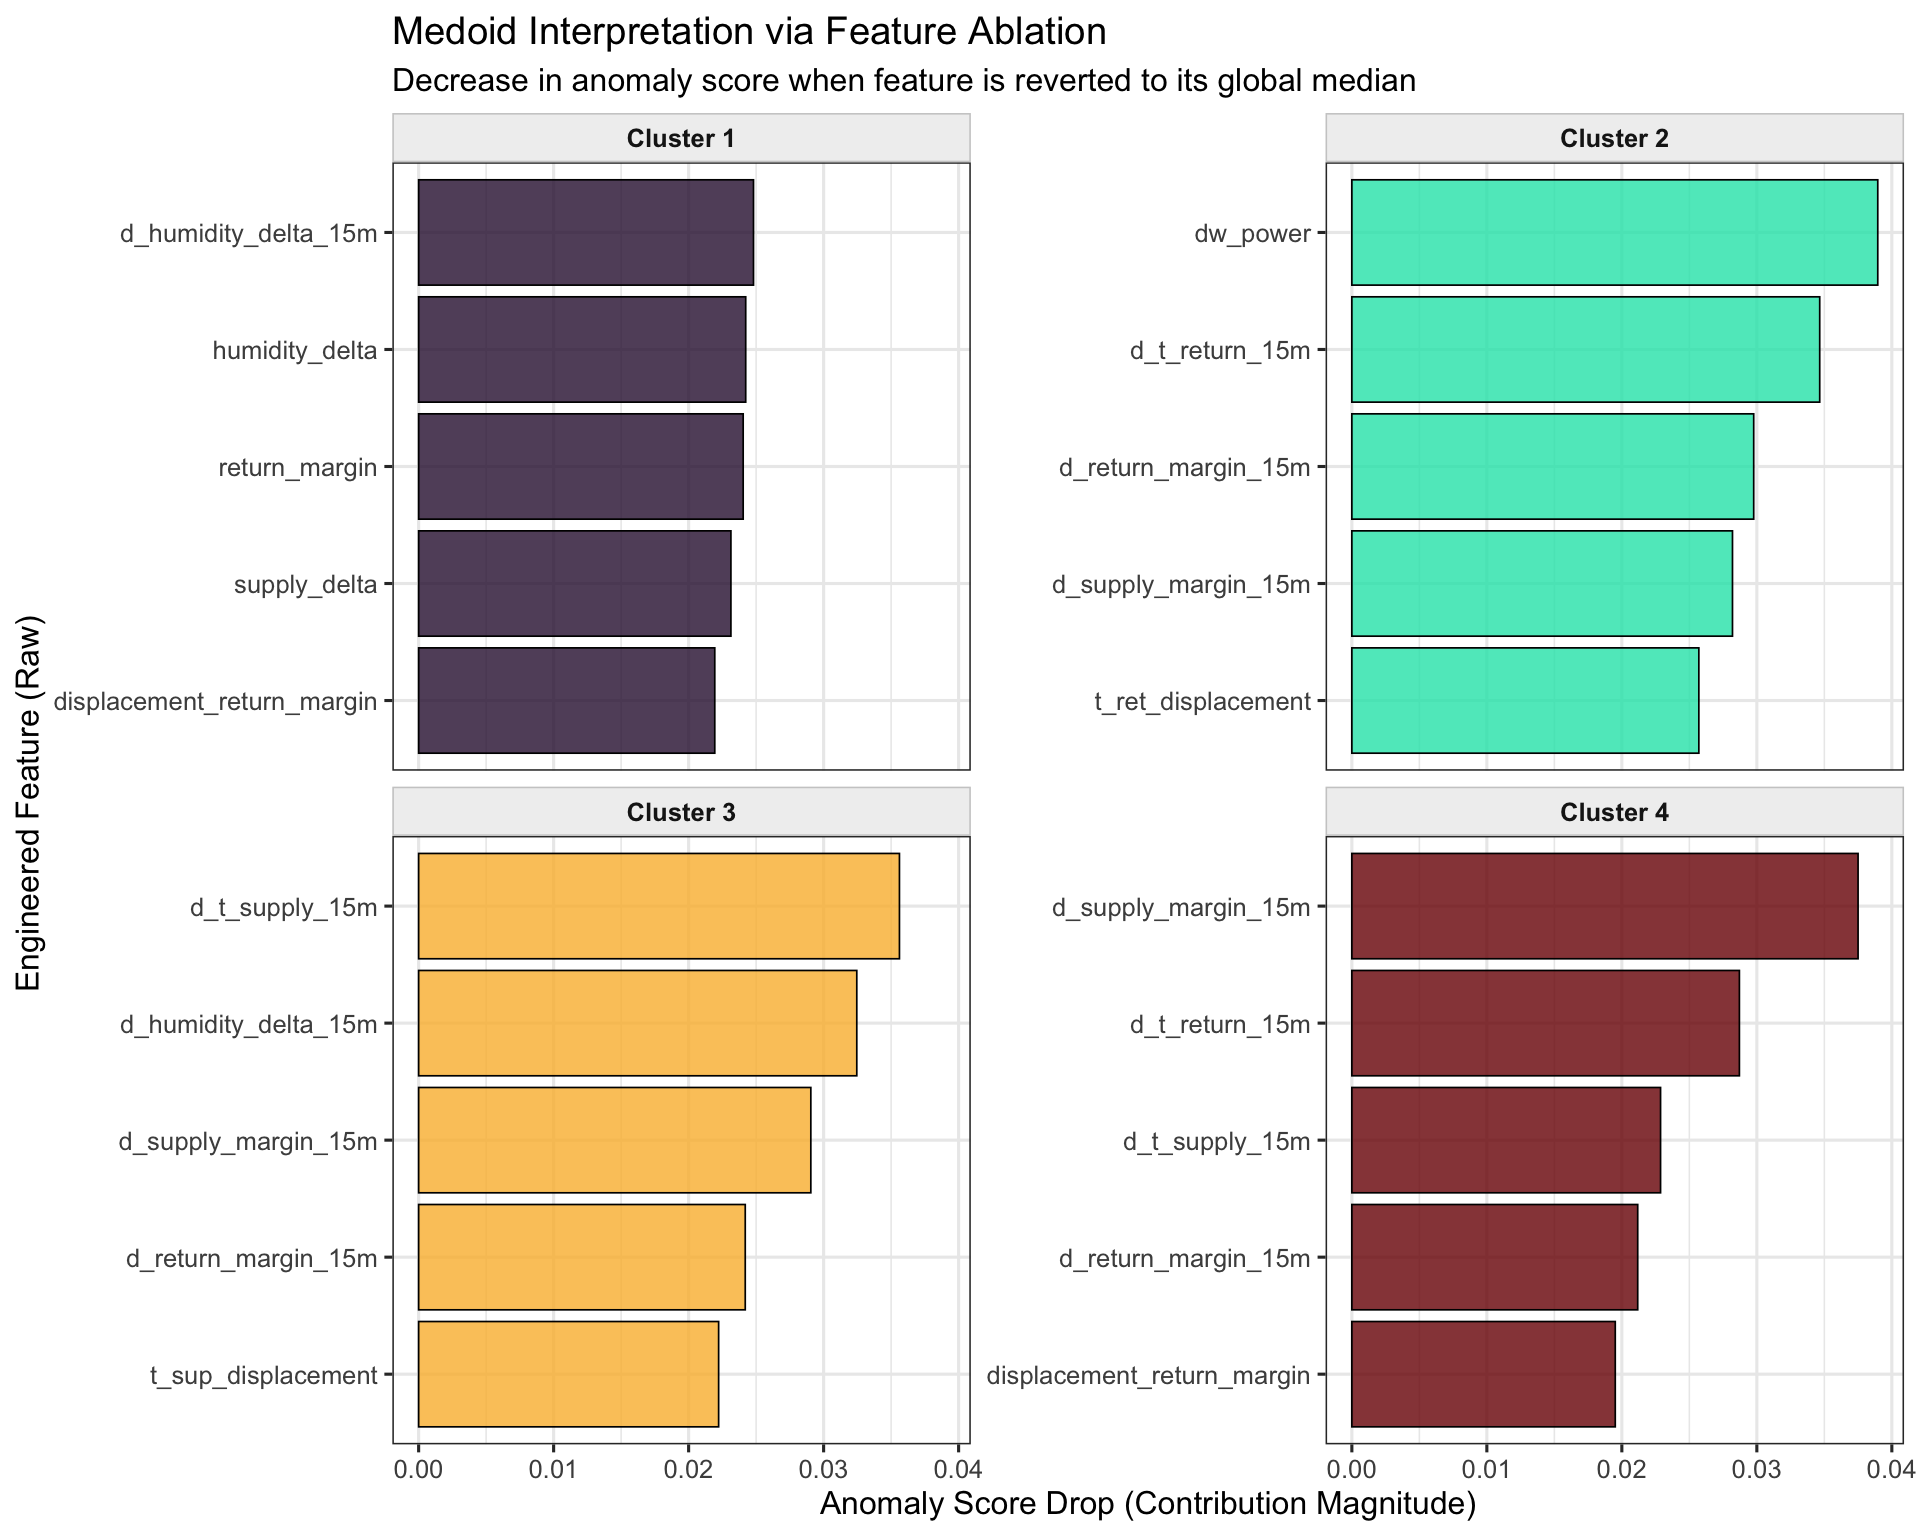 Medoid Interpretation via Feature Ablation
Decrease in anomaly score when feature is reverted to its global median
Cluster 1
d_humidity_delta_15m
humidity_delta
return_margin
supply_delta
displacement_return_margin
Cluster 2
dw_power
d_t_return_15m
d_return_margin_15m
d_supply_margin_15m
t_ret_displacement
Engineered Feature (Raw)
Cluster 3
d_t_supply_15m
d_humidity_delta_15m
d_supply_margin_15m
d_return_margin_15m
t_sup_displacement
0.00 0.01 0.02 0.03 0.04
Cluster 4
d_supply_margin_15m
d_t_return_15m
d_t_supply_15m
d_return_margin_15m
displacement_return_margin
0.00 0.01 0.02 0.03 0.04
Anomaly Score Drop (Contribution Magnitude)